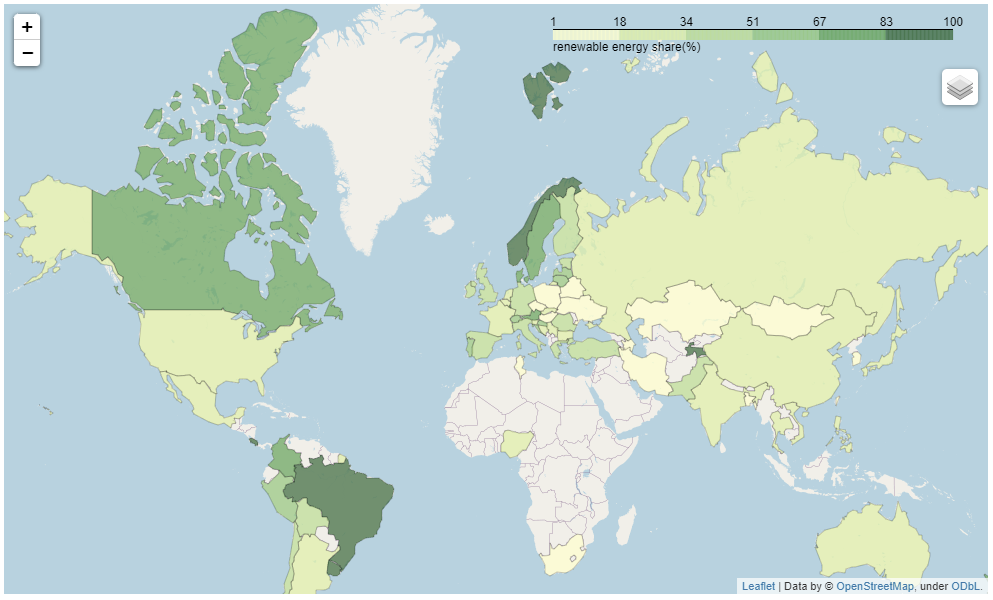 +
−
1 18 34 51 67 83 100
renewable energy share(%)
Leaflet | Data by © OpenStreetMap, under ODbL.